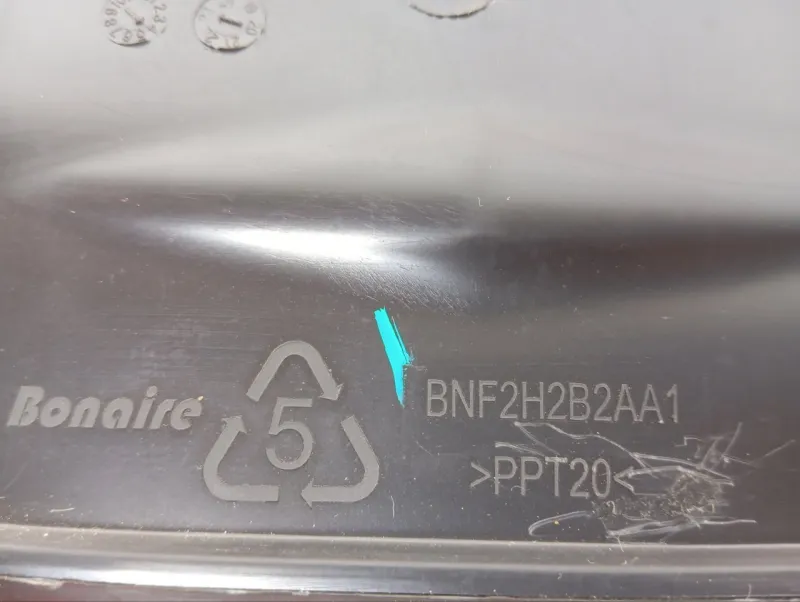 Bonaire
5
BNF2H2B2AA1
>PPT20<